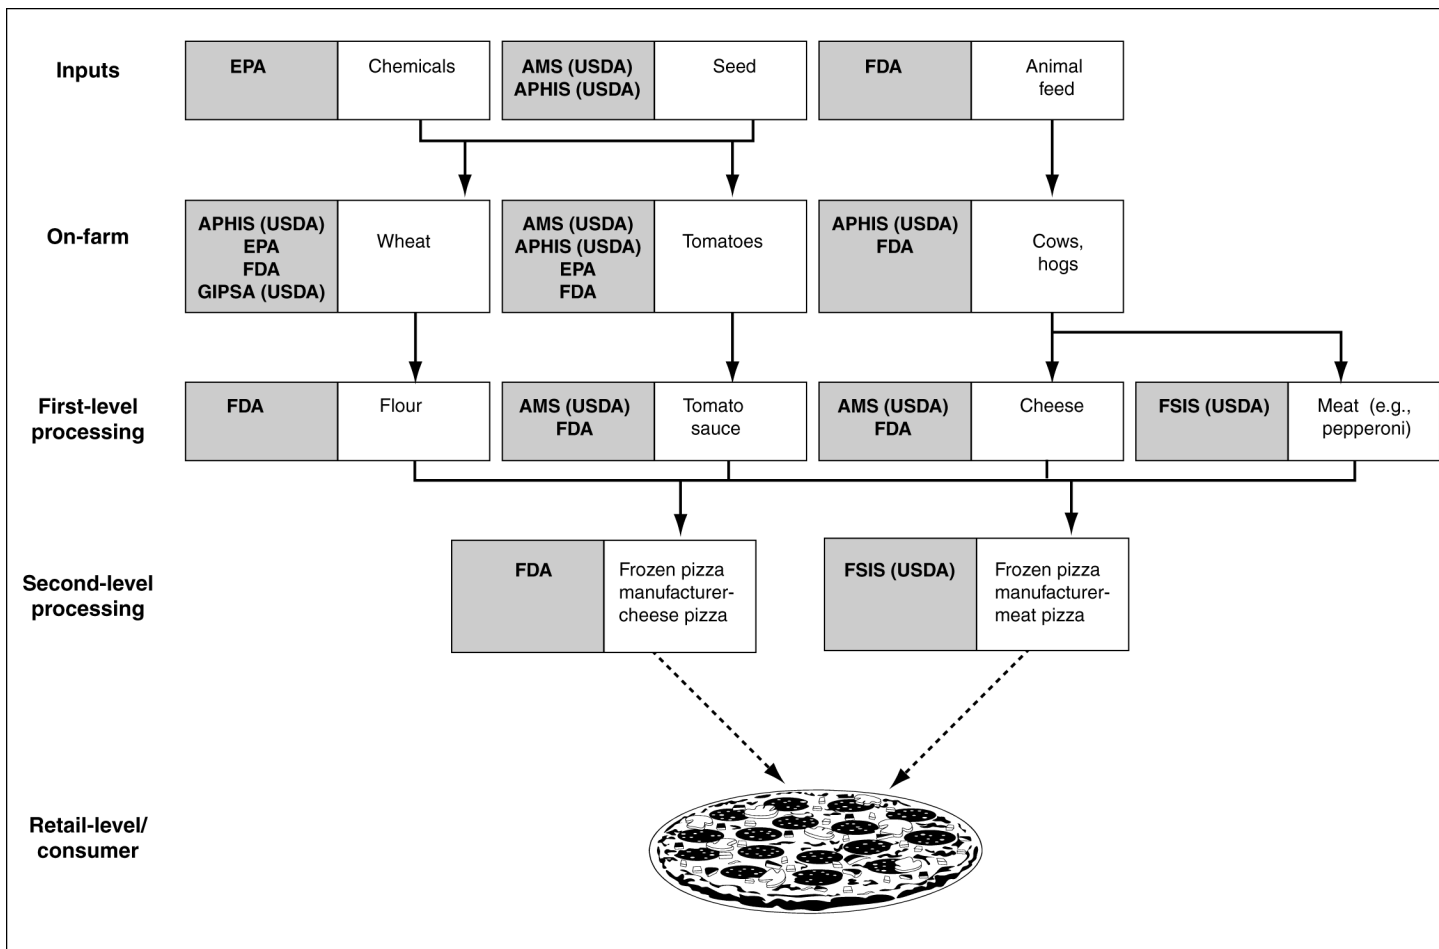 Inputs
EPA
Chemicals
AMS (USDA)
APHIS (USDA)
Seed
FDA
Animal
feed
On-farm
APHIS (USDA)
EPA
FDA
GIPSA (USDA)
Wheat
AMS (USDA)
APHIS (USDA)
EPA
FDA
Tomatoes
APHIS (USDA)
FDA
Cows,
hogs
First-level
processing
FDA
Flour
AMS (USDA)
FDA
Tomato
sauce
AMS (USDA)
FDA
Cheese
FSIS (USDA)
Meat (e.g.,
pepperoni)
Second-level
processing
FDA
Frozen pizza
manufacturer-
cheese pizza
FSIS (USDA)
Frozen pizza
manufacturer-
meat pizza
Retail-level/
consumer